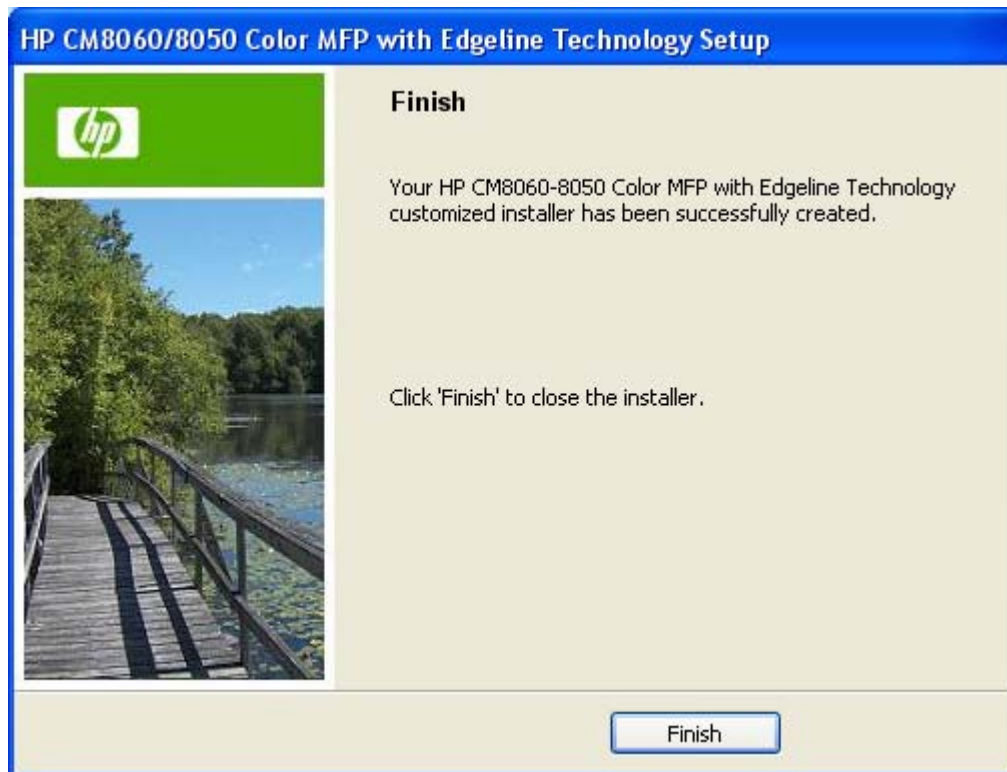 HP CM8060/8050 Color MFP with Edgeline Technology Setup
hp
Finish
Your HP CM8060-8050 Color MFP with Edgeline Technology
customized installer has been successfully created.
Click 'Finish' to close the installer.
Finish